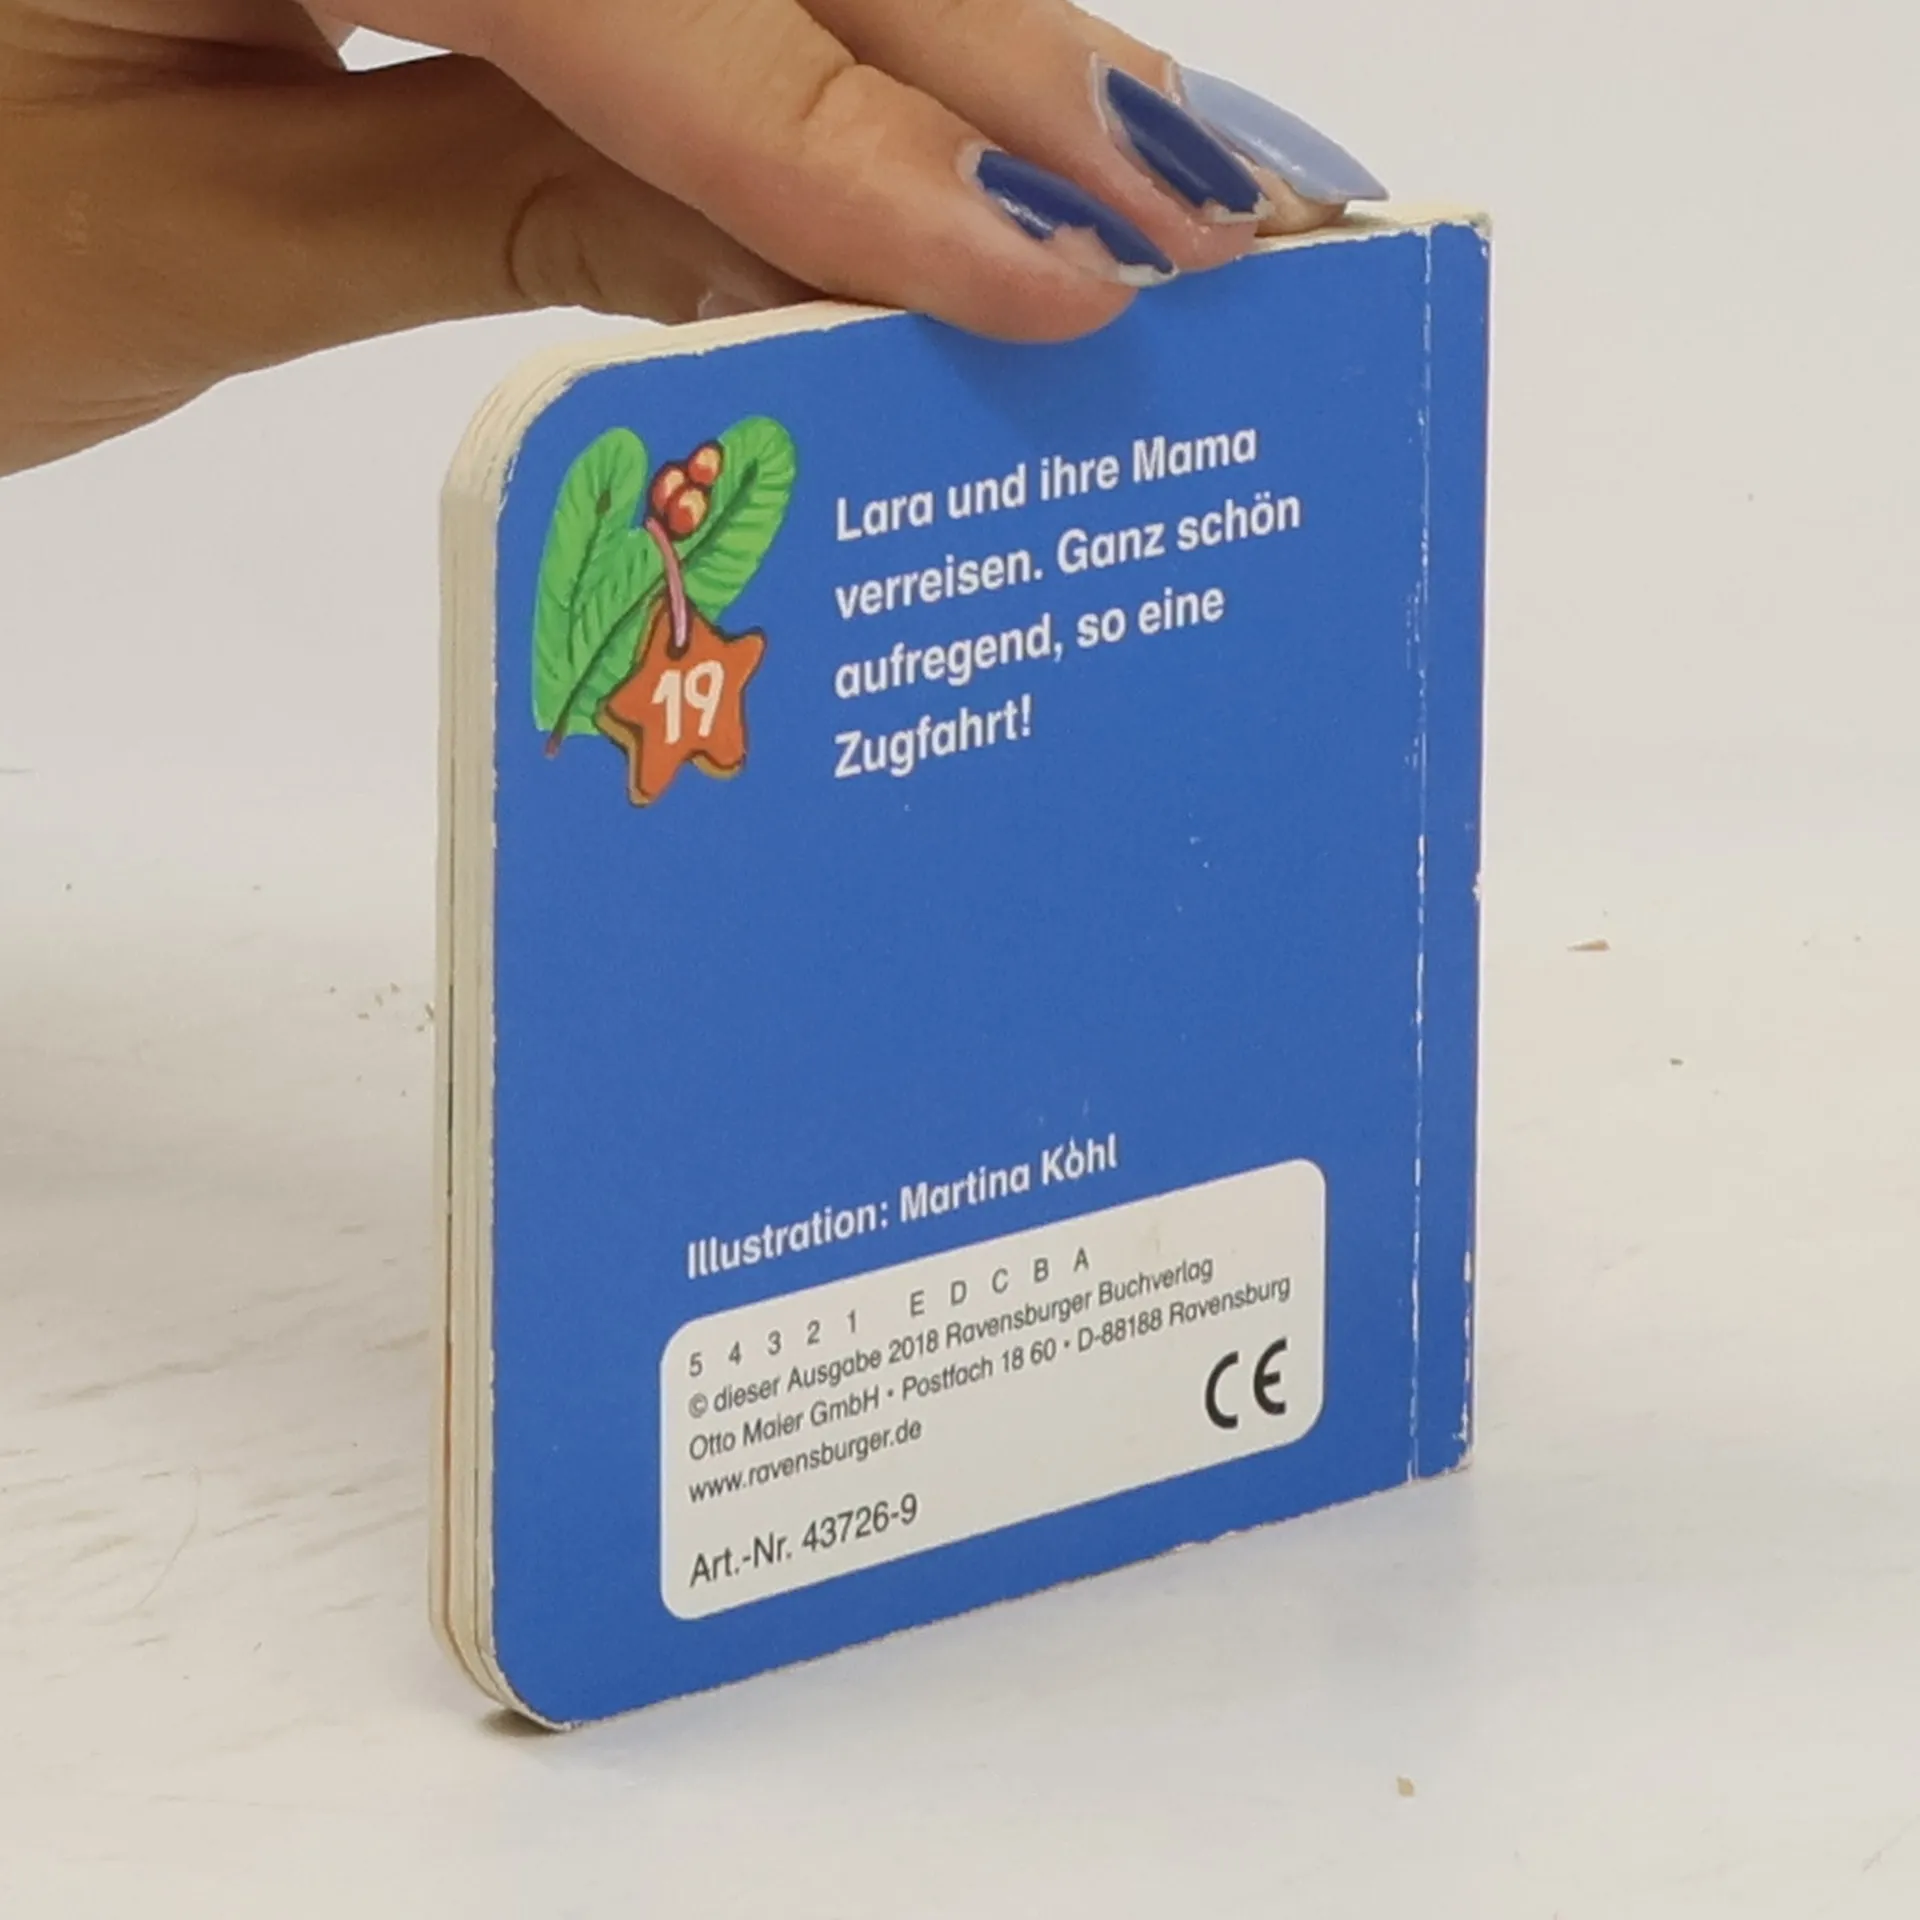 19
Lara und ihre Mama
verreisen. Ganz schön
aufregend, so eine
Zugfahrt!
Illustration: Martina Kòhl
5 4 3 2 1 E D C B A
© dieser Ausgabe 2018 Ravensburger Buchverlag
Otto Maier GmbH • Postfach 18 60 • D-88188 Ravensburg
www.ravensburger.de
CE
Art.-Nr. 43726-9